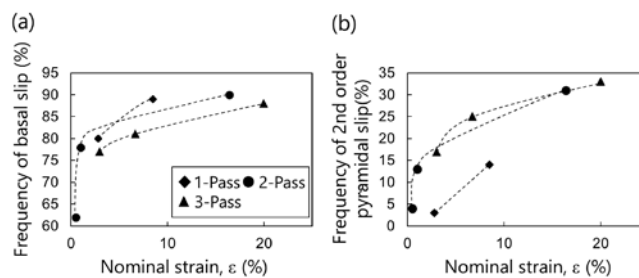 (a)
Frequency of basal slip (%)
95
90
85
80
75
70
65
60
0
10
20
Nominal strain, ε (%)
1-Pass
2-Pass
3-Pass
(b)
Frequency of 2nd order
pyramidal slip(%)
35
30
25
20
15
10
5
0
0
10
20
Nominal strain, ε (%)